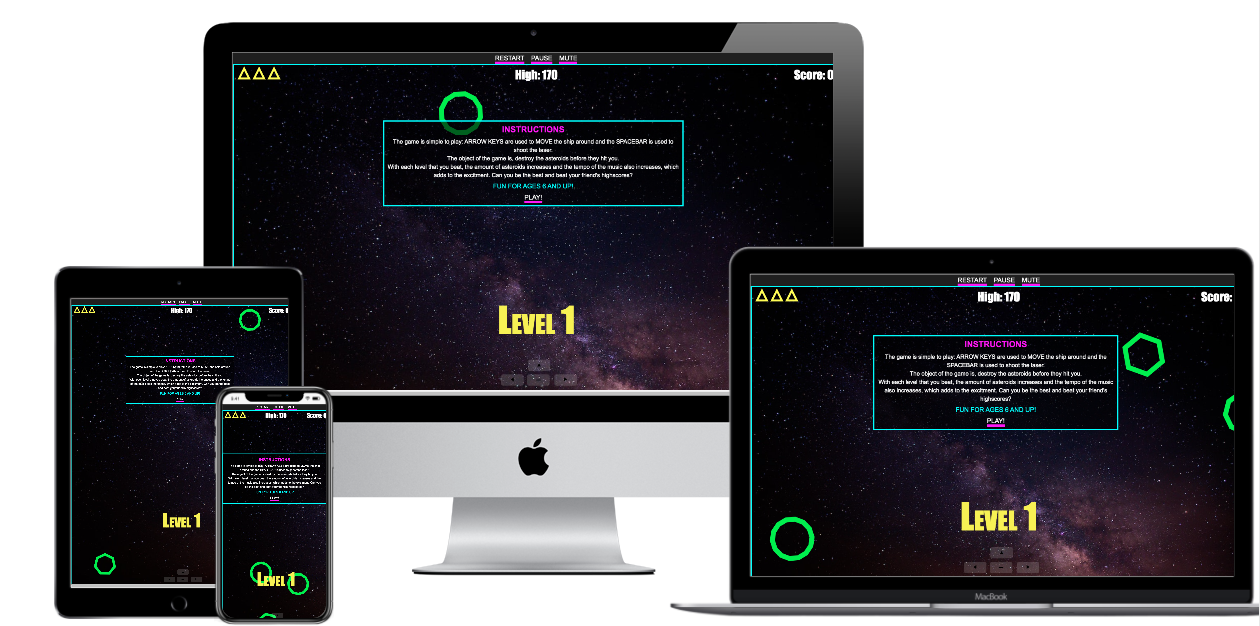 RESTART PAUSE MUTE
High: 170
Score: 0
INSTRUCTIONS
The game is simple to play: ARROW KEYS are used to MOVE the ship around and the SPACEBAR is used to
shoot the laser.
The object of the game is, destroy the asteroids before they hit you.
With each level that you beat, the amount of asteroids increases and the tempo of the music also increases, which
adds to the excitment. Can you be the best and beat your friend's highscores?
FUN FOR AGES 6 AND UP!
PLAY!
LEVEL 1
High: 170
Score: 0
INSTRUCTIONS
LEVEL 1
High: 170
Score: 0
INSTRUCTIONS
LEVEL 1
RESTART PAUSE MUTE
High: 170
Score:
INSTRUCTIONS
The game is simple to play: ARROW KEYS are used to MOVE the ship around and the
SPACEBAR is used to shoot the laser.
The object of the game is, destroy the asteroids before they hit you.
With each level that you beat, the amount of asteroids increases and the tempo of the music
also increases, which adds to the excitment. Can you be the best and beat your friend's
highscores?
FUN FOR AGES 6 AND UP!
PLAY!
LEVEL 1
MacBook